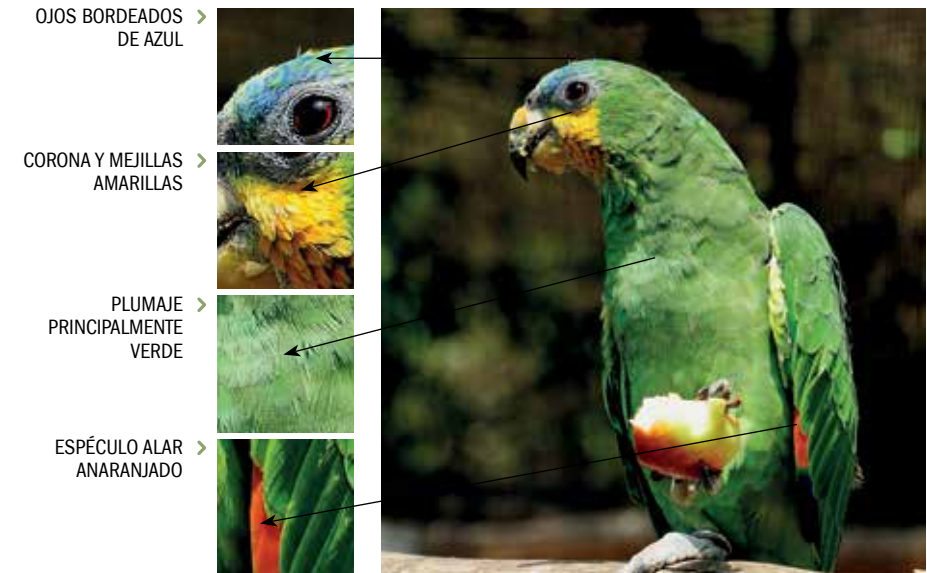 OJOS BORDEADOS
DE AZUL
CORONA Y MEJILLAS
AMARILLAS
PLUMAJE
PRINCIPALMENTE
VERDE
ESPÉCULO ALAR
ANARANJADO